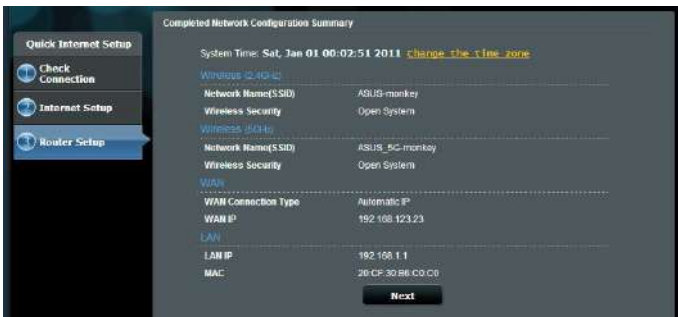 Completed Network Configuration Summary
Quick Internet Setup
1 Check Connection
2 Internet Setup
3 Router Setup
System Time: Sat, Jan 01 00:02:51 2011 change the time zone
Wireless (2.4GHz)
Network Name(SSID) ASUS-monkey
Wireless Security Open System
Wireless (5GHz)
Network Name(SSID) ASUS_5G-monkey
Wireless Security Open System
WAN
WAN Connection Type Automatic IP
WAN IP 192.168.123.23
LAN
LAN IP 192.168.1.1
MAC 20:CF:30:B6:C0:C0
Next